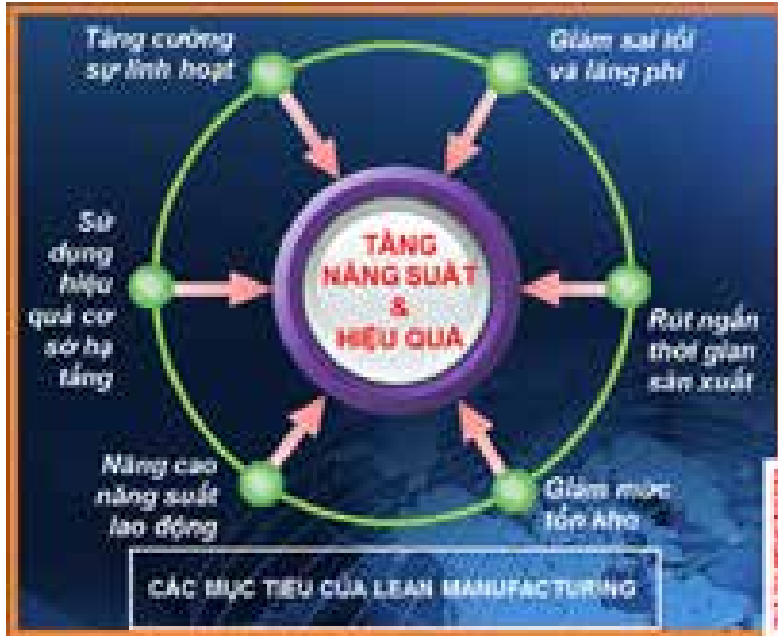 Tăng cường
sự linh hoạt
Giảm sai lỗi
và lãng phí
Sử
dụng
hiệu
quả cơ
sở hạ
tầng
TĂNG
NĂNG SUẤT
&
HIỆU QUẢ
Rút ngắn
thời gian
sản xuất
Nâng cao
năng suất
lao động
Giảm mức
tồn kho
CÁC MỤC TIÊU CỦA LEAN MANUFACTURING